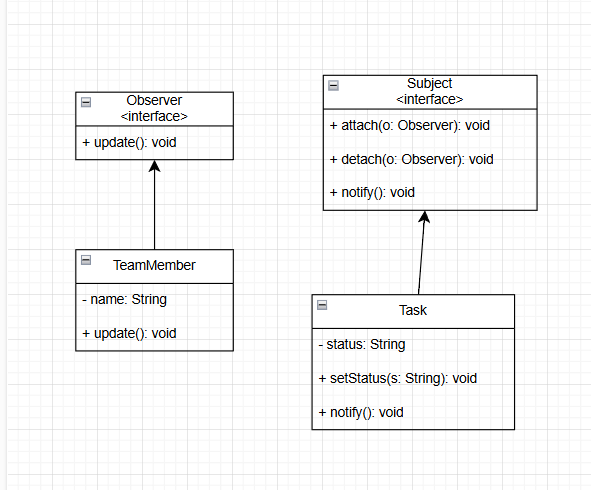 Observer
<interface>
+ update(): void
Subject
<interface>
+ attach(o: Observer): void
+ detach(o: Observer): void
+ notify(): void
TeamMember
- name: String
+ update(): void
Task
- status: String
+ setStatus(s: String): void
+ notify(): void